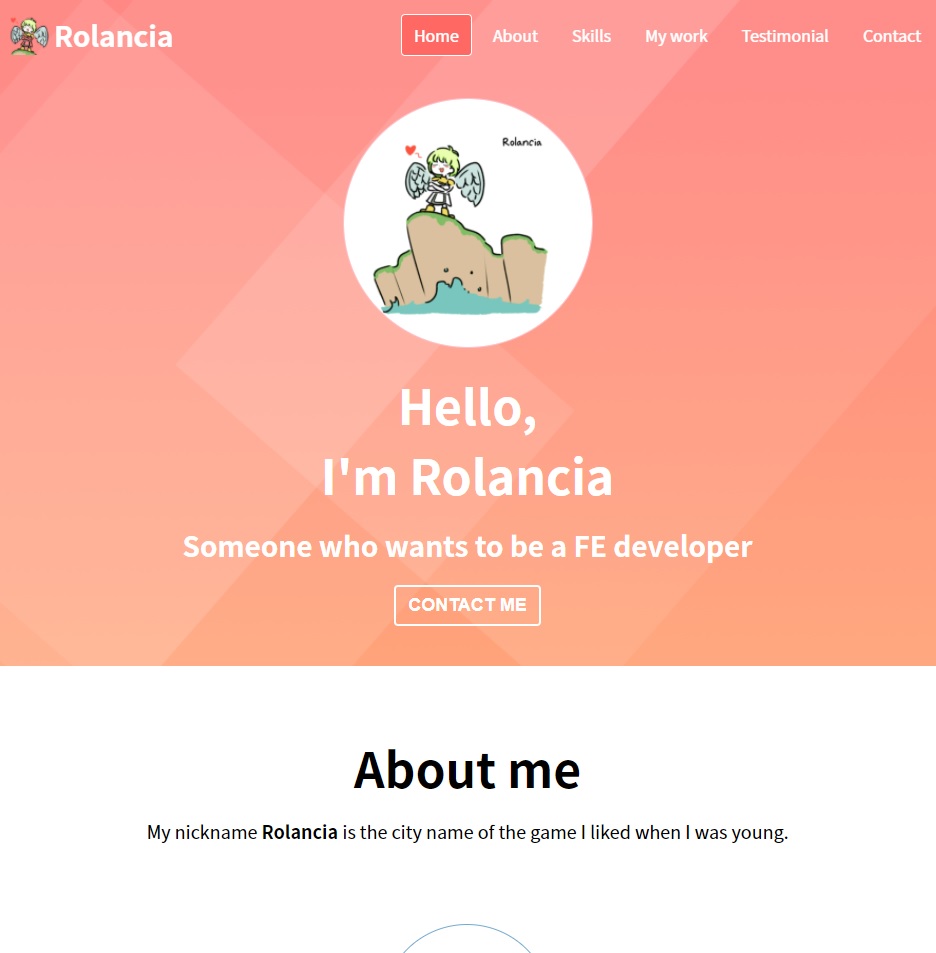 Rolancia
Home About Skills My work Testimonial Contact
Rolancia
Hello,
I'm Rolancia
Someone who wants to be a FE developer
CONTACT ME
About me
My nickname Rolancia is the city name of the game I liked when I was young.